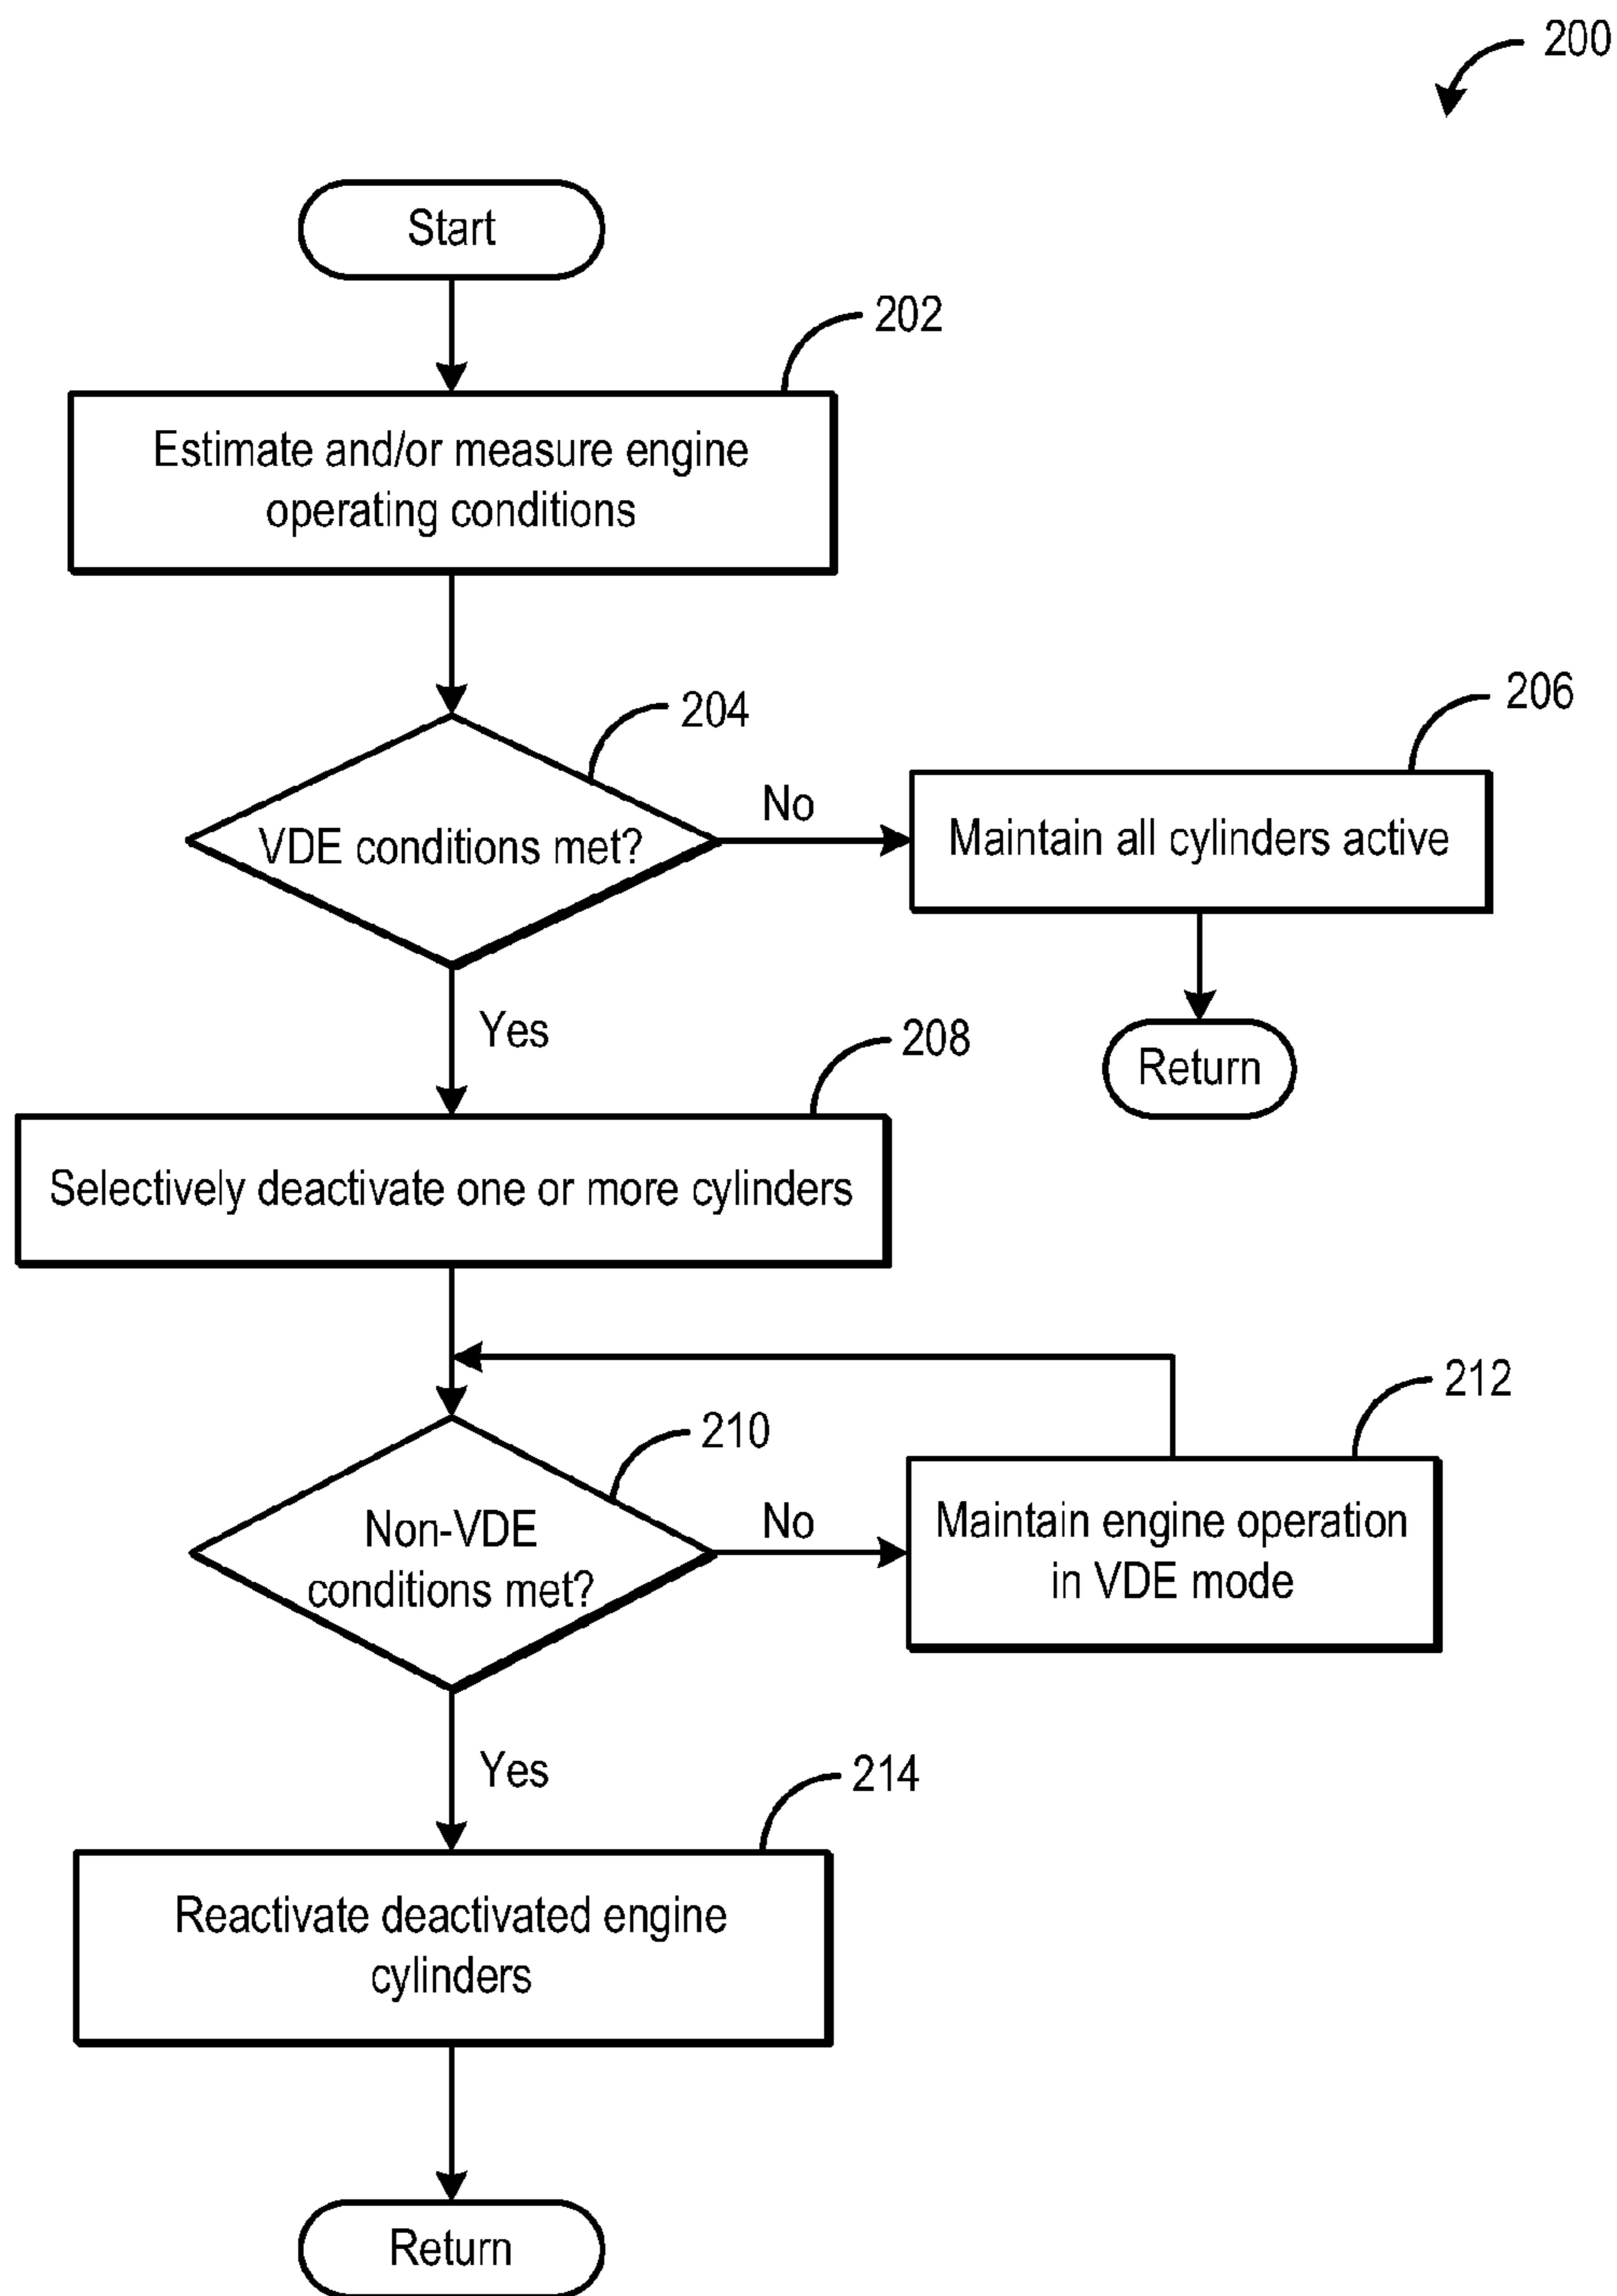 200
Start
202
Estimate and/or measure engine
operating conditions
204
VDE conditions met?
No
206
Maintain all cylinders active
Return
Yes
208
Selectively deactivate one or more cylinders
210
Non-VDE
conditions met?
No
212
Maintain engine operation
in VDE mode
Yes
214
Reactivate deactivated engine
cylinders
Return